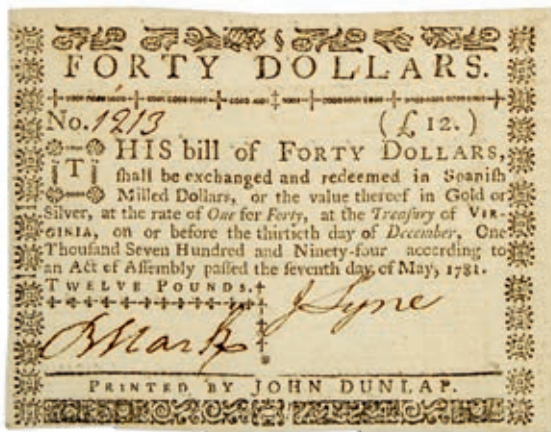 FORTY DOLLARS.
No. 1213 (£ 12.)
THIS bill of FORTY DOLLARS,
shall be exchanged and redeemed in Spanish
Milled Dollars, or the value thereof in Gold or
Silver, at the rate of One for Forty, at the Treasury of VIR-
GINIA, on or before the thirtieth day of December, One
Thousand Seven Hundred and Ninety-four according to
an Act of Assembly passed the seventh day, of May, 1781.
TWELVE POUNDS.
J Lyne
PRINTED BY JOHN DUNLAP.